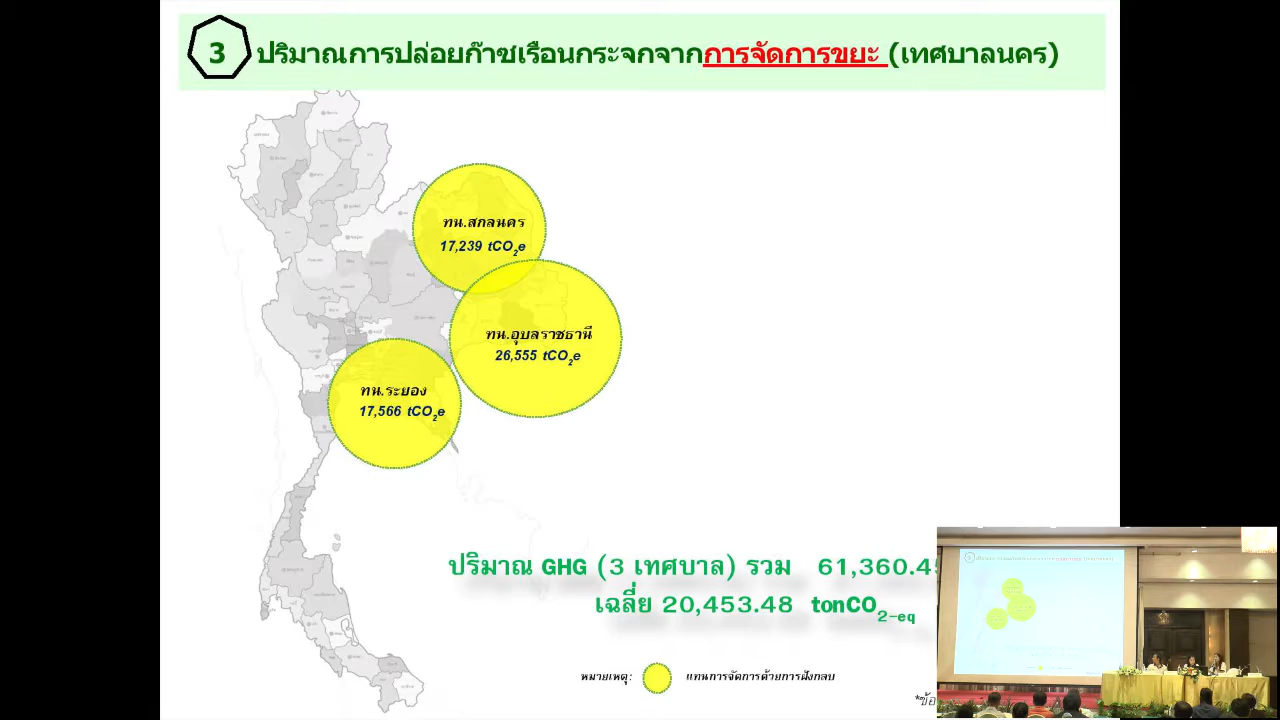 3 ปริมาณการปล่อยก๊าซเรือนกระจกจากการจัดการขยะ (เทศบาลนคร)
ทน.สกลนคร
17,239 tCO2e
ทน.อุบลราชธานี
26,555 tCO2e
ทน.ระยอง
17,566 tCO2e
ปริมาณ GHG (3 เทศบาล) รวม 61,360.45
เฉลี่ย 20,453.48 tonCO2-eq
หมายเหตุ: แทนการจัดการด้วยการฝังกลบ
*ข้อ